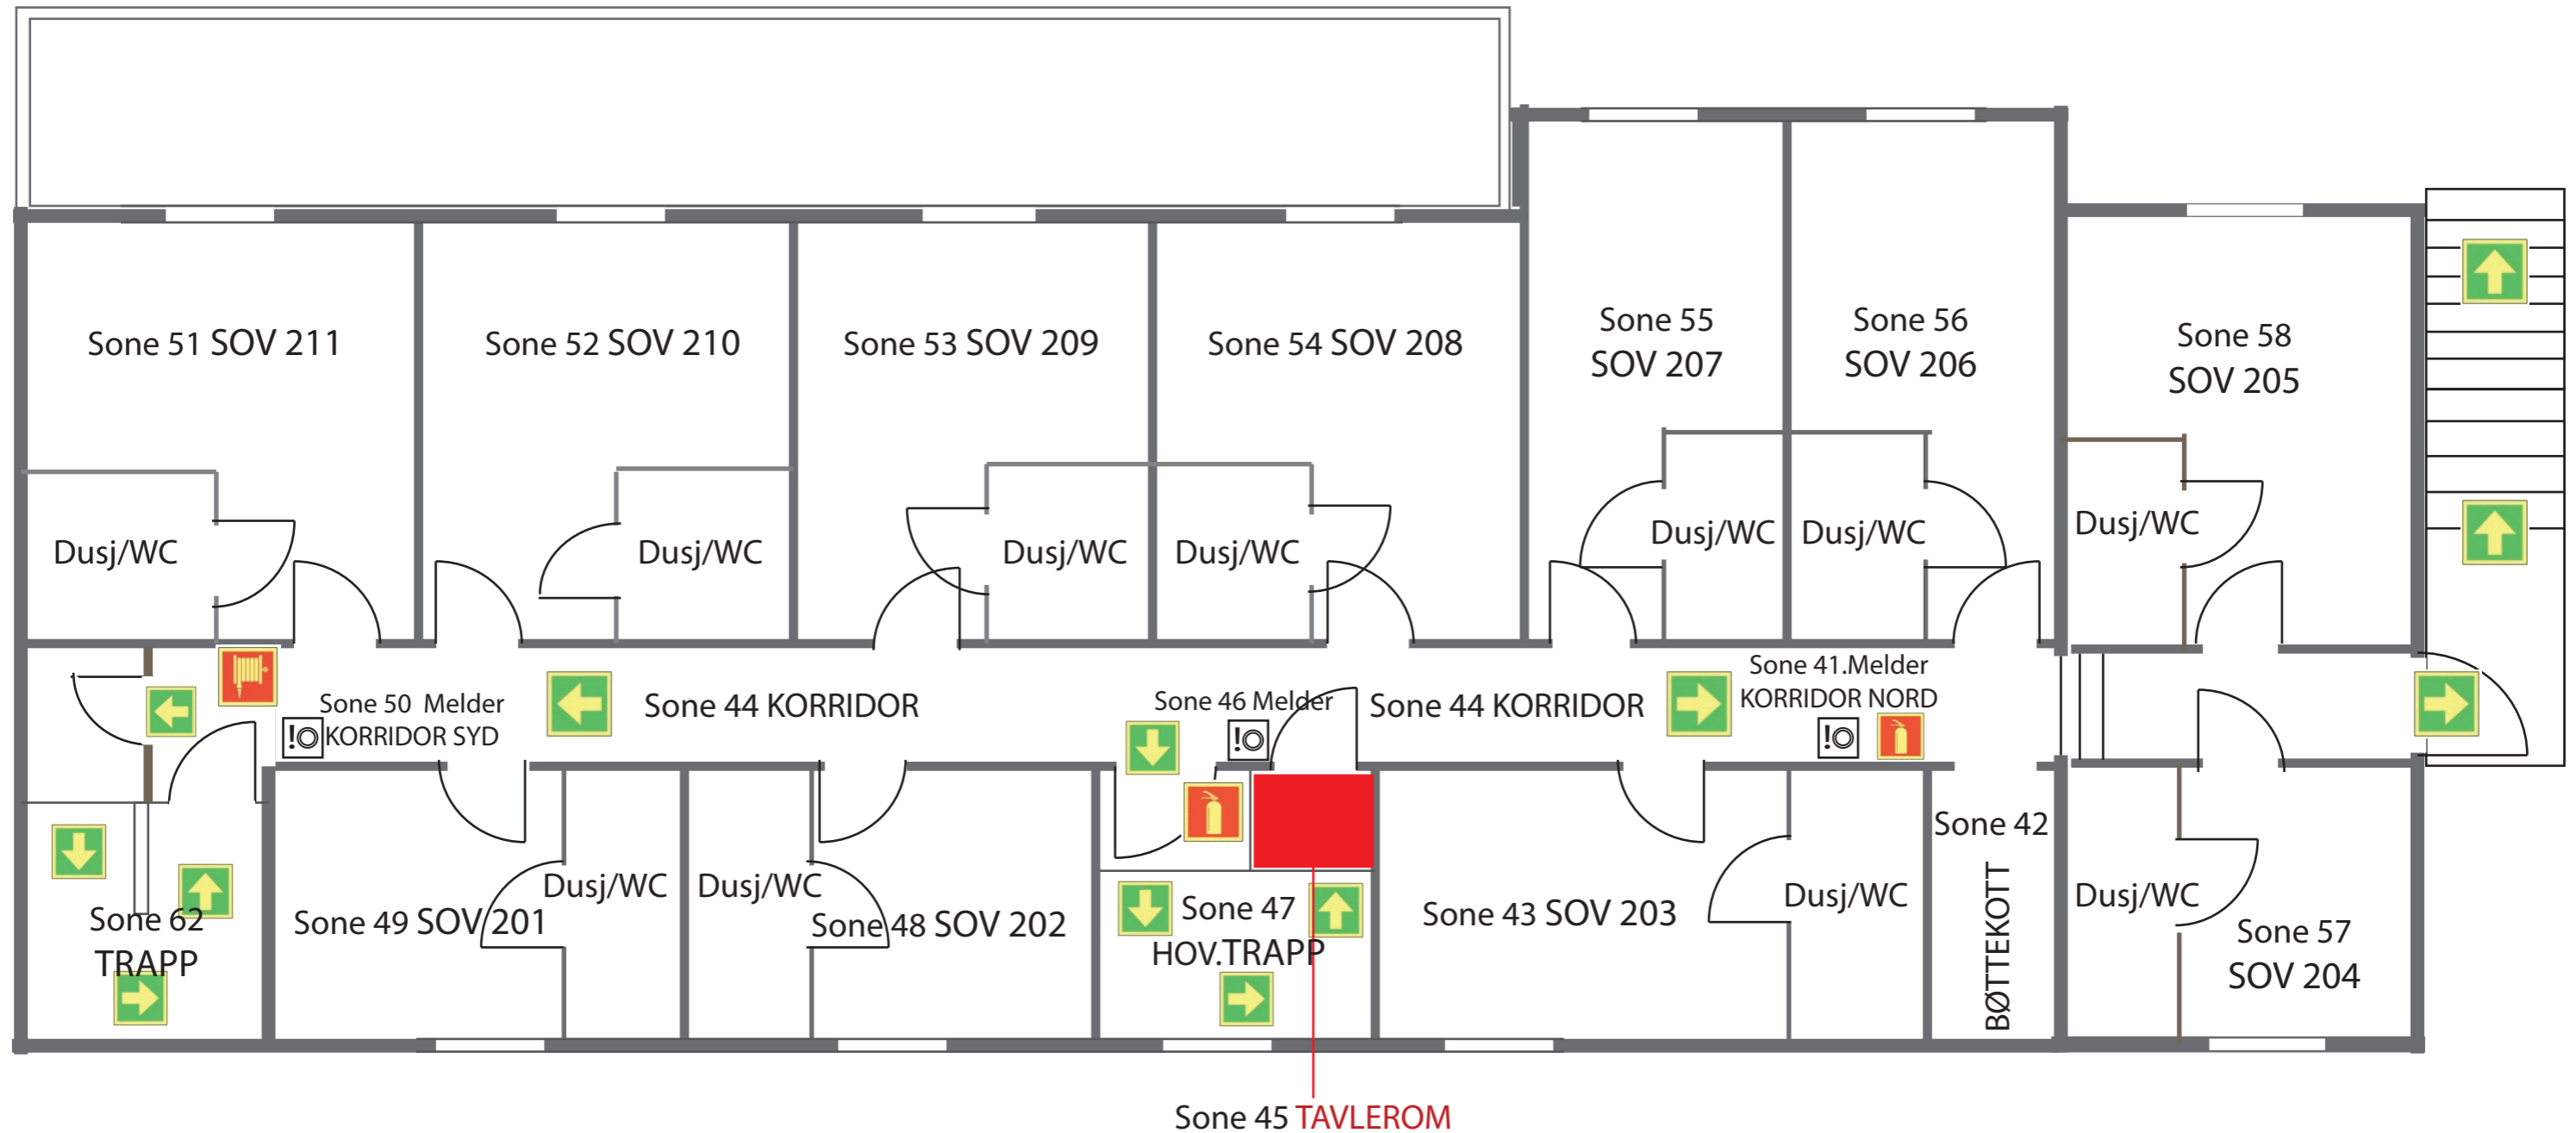 Sone 51 SOV 211
Sone 52 SOV 210
Sone 53 SOV 209
Sone 54 SOV 208
Sone 55
SOV 207
Sone 56
SOV 206
Sone 58
SOV 205
Dusj/WC
Dusj/WC
Dusj/WC
Dusj/WC
Dusj/WC
Dusj/WC
Dusj/WC
Sone 50 Melder
KORRIDOR SYD
!
Sone 44 KORRIDOR
Sone 46 Melder
!
Sone 44 KORRIDOR
Sone 41.Melder
KORRIDOR NORD
!
Sone 62
TRAPP
Sone 49 SOV 201
Dusj/WC
Dusj/WC
Sone 48 SOV 202
Sone 47
HOV.TRAPP
Sone 43 SOV 203
Dusj/WC
Sone 42
BØTTEKOTT
Dusj/WC
Sone 57
SOV 204
Sone 45 TAVLEROM